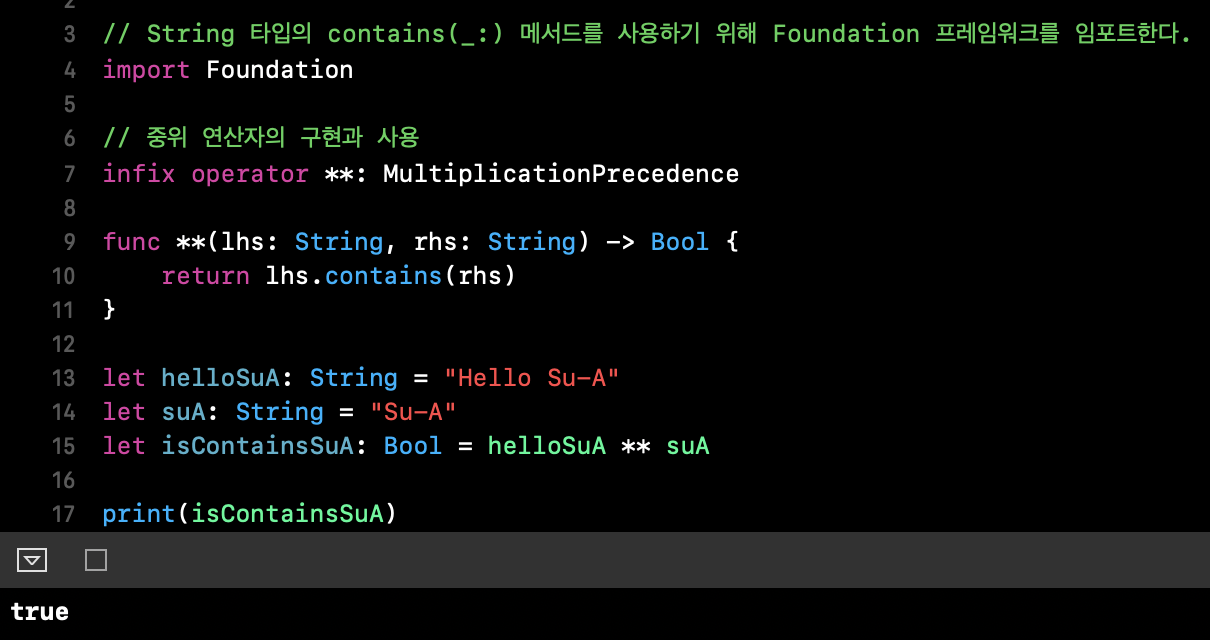 2
3 // String 타입의 contains(_:) 메서드를 사용하기 위해 Foundation 프레임워크를 임포트한다.
4 import Foundation
5
6 // 중위 연산자의 구현과 사용
7 infix operator **: MultiplicationPrecedence
8
9 func **(lhs: String, rhs: String) -> Bool {
10     return lhs.contains(rhs)
11 }
12
13 let helloSuA: String = "Hello Su-A"
14 let suA: String = "Su-A"
15 let isContainsSuA: Bool = helloSuA ** suA
16
17 print(isContainsSuA)
true